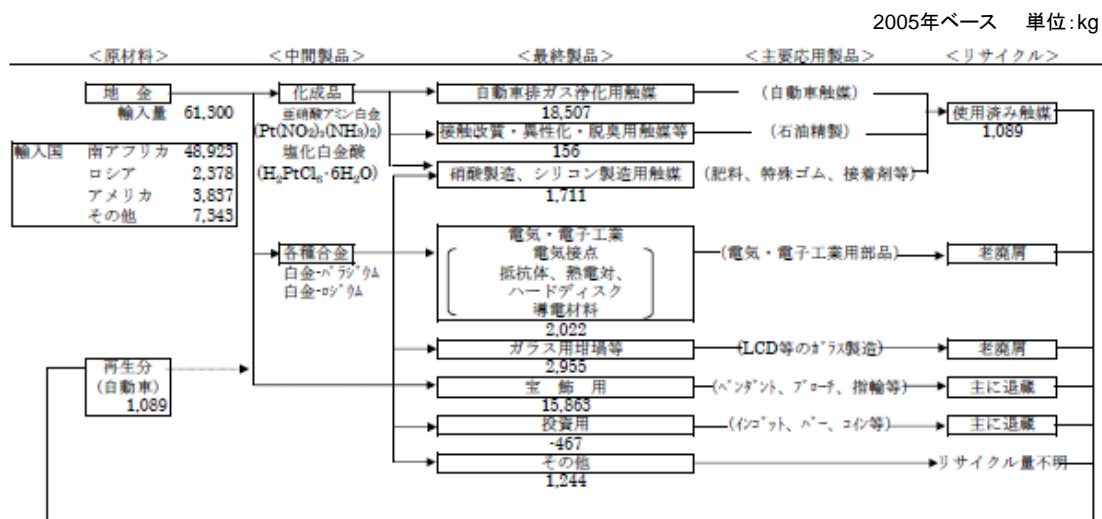 2005年ベース 単位:kg
＜原材料＞ ＜中間製品＞ ＜最終製品＞ ＜主要応用製品＞ ＜リサイクル＞
地 金
輸入量 61,300
輸入国 南アフリカ 48,923
ロシア 2,378
アメリカ 3,837
その他 7,343
再生分
(自動車)
1,089
化成品
亜硝酸アミン白金
(Pt(NO2)2(NH3)2)
塩化白金酸
(H2PtCl6·6H2O)
各種合金
白金-パラジウム
白金-ロジウム
自動車排ガス浄化用触媒
18,507
接触改質・異性化・脱臭用触媒等
156
硝酸製造、シリコン製造用触媒
1,711
電気・電子工業
電気接点
抵抗体、熱電対、
ハードディスク
導電材料
2,022
ガラス用坩堝等
2,955
宝 飾 用
15,863
投資用
-467
その他
1,244
(自動車触媒)
(石油精製)
(肥料、特殊ゴム、接着剤等)
(電気・電子工業用部品)
(LCD等のガラス製造)
(ペンダント、ブローチ、指輪等)
(インゴット、バー、コイン等)
使用済み触媒
1,089
老廃屑
老廃屑
主に退蔵
主に退蔵
リサイクル量不明